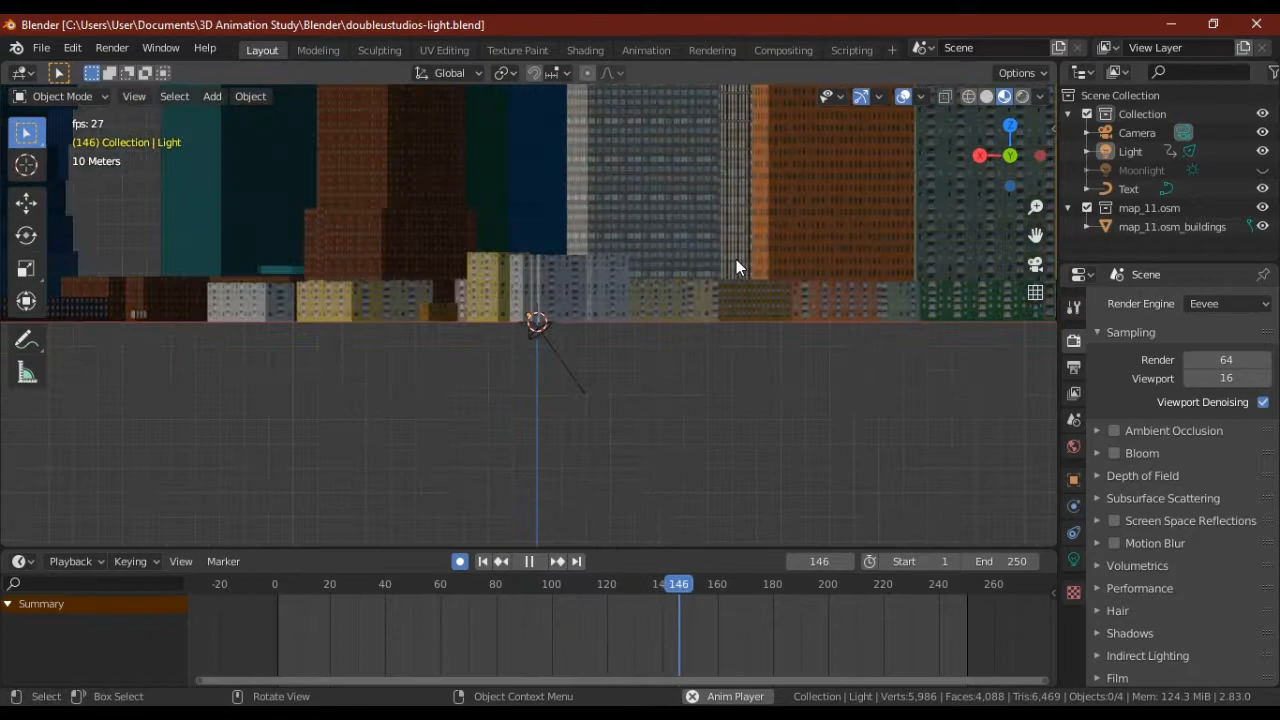 Blender [C:\Users\User\Documents\3D Animation Study\Blender\doubleustudios-light.blend]
File Edit Render Window Help Layout Modeling Sculpting UV Editing Texture Paint Shading Animation Rendering Compositing Scripting + Scene View Layer
Global Options
Object Mode View Select Add Object
fps: 27
(146) Collection | Light
10 Meters
Z
X Y
Scene Collection
Collection
Camera
Light
Moonlight
Text
map_11.osm
map_11.osm_buildings
Scene
Render Engine Eevee
Sampling
Render 64
Viewport 16
Viewport Denoising
Ambient Occlusion
Bloom
Depth of Field
Subsurface Scattering
Screen Space Reflections
Motion Blur
Volumetrics
Performance
Hair
Shadows
Indirect Lighting
Film
Playback Keying View Marker 146 Start 1 End 250
-20 0 20 40 60 80 100 120 14 146 160 180 200 220 240 260
Summary
Select Box Select Rotate View Object Context Menu Anim Player Collection | Light | Verts:5,986 | Faces:4,088 | Tris:6,469 | Objects:0/4 | Mem: 124.3 MiB | 2.83.0